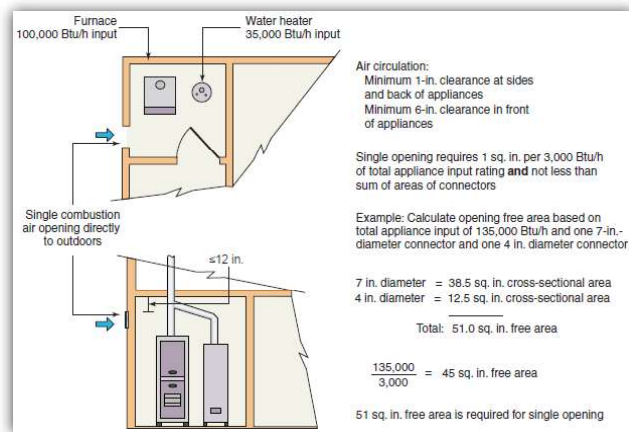 Furnace
100,000 Btu/h input
Water heater
35,000 Btu/h input
Single combustion
air opening directly
to outdoors
≤12 in.
Air circulation:
Minimum 1-in. clearance at sides
and back of appliances
Minimum 6-in. clearance in front
of appliances
Single opening requires 1 sq. in. per 3,000 Btu/h
of total appliance input rating and not less than
sum of areas of connectors
Example: Calculate opening free area based on
total appliance input of 135,000 Btu/h and one 7-in.-
diameter connector and one 4 in. diameter connector
7 in. diameter = 38.5 sq. in. cross-sectional area
4 in. diameter = 12.5 sq. in. cross-sectional area
Total: 51.0 sq. in. free area
135,000
3,000
= 45 sq. in. free area
51 sq. in. free area is required for single opening